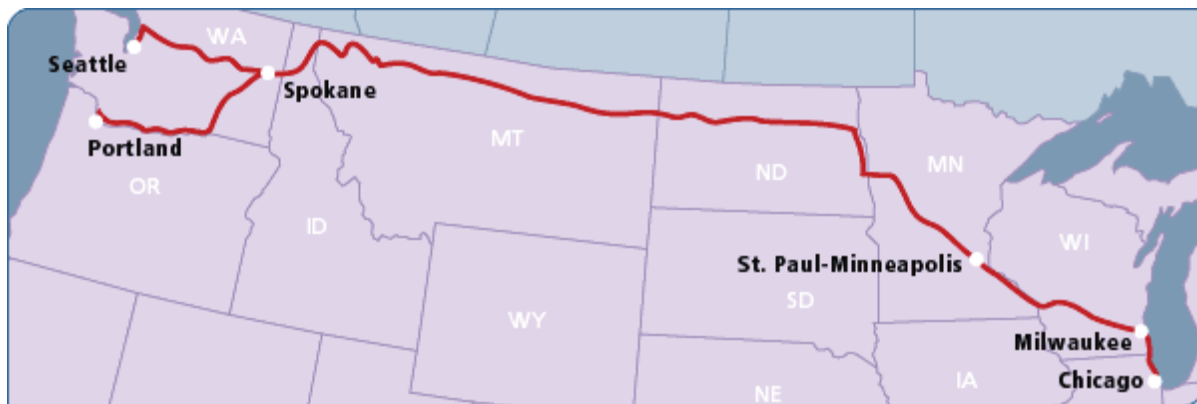 WA
Seattle
Spokane
Portland
MT
OR
ND
MN
ID
WI
St. Paul-Minneapolis
SD
WY
Milwaukee
Chicago
IA
NE